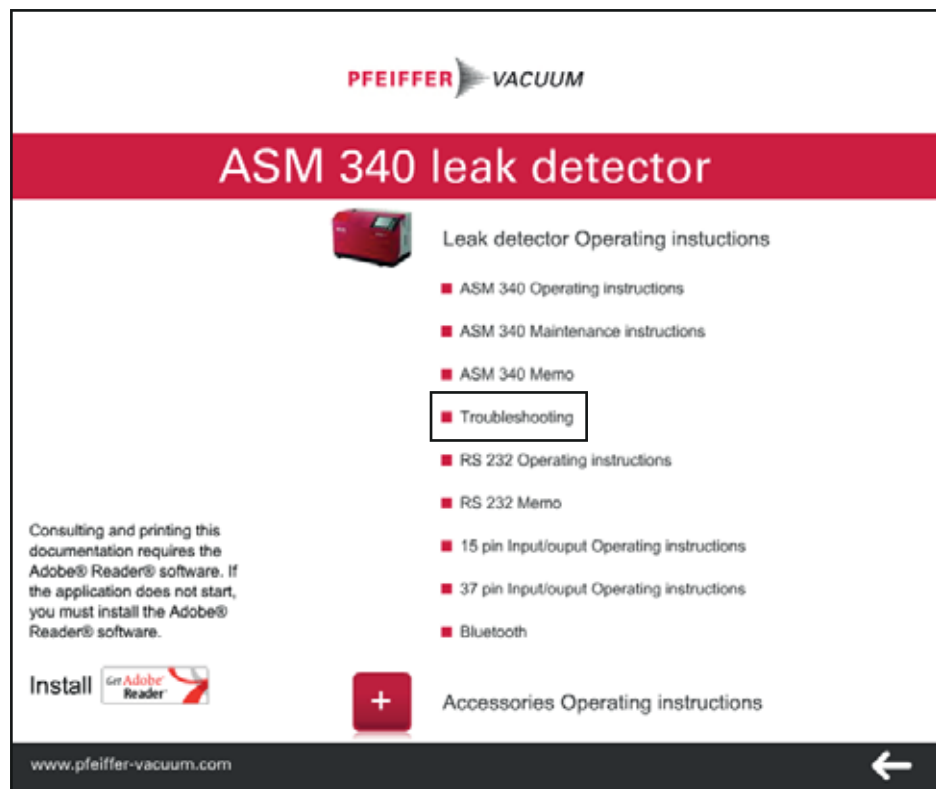 PFEIFFER VACUUM
ASM 340 leak detector
Leak detector Operating instuctions
ASM 340 Operating instructions
ASM 340 Maintenance instructions
ASM 340 Memo
Troubleshooting
RS 232 Operating instructions
RS 232 Memo
15 pin Input/ouput Operating instructions
37 pin Input/ouput Operating instructions
Bluetooth
Consulting and printing this
documentation requires the
Adobe® Reader® software. If
the application does not start,
you must install the Adobe®
Reader® software.
Install
Get Adobe®
Reader®
+
Accessories Operating instructions
www.pfeiffer-vacuum.com